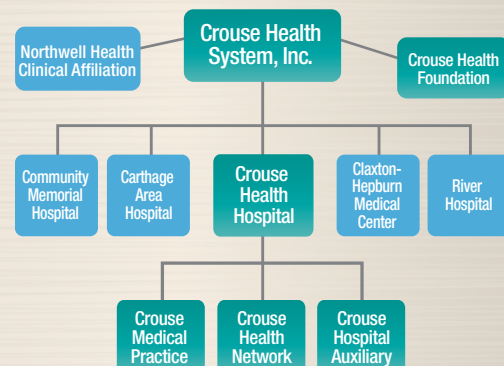 Crouse Health
System, Inc.
Northwell Health
Clinical Affiliation
Crouse Health
Foundation
Community
Memorial
Hospital
Carthage
Area
Hospital
Crouse
Health
Hospital
Claxton-
Hepburn
Medical
Center
River
Hospital
Crouse
Medical
Practice
Crouse
Health
Network
Crouse
Hospital
Auxiliary